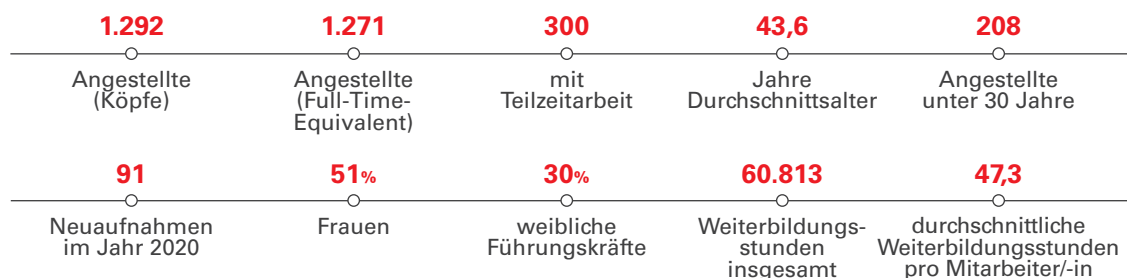 1.292
Angestellte
(Köpfe)
1.271
Angestellte
(Full-Time-
Equivalent)
300
mit
Teilzeitarbeit
43,6
Jahre
Durchschnittsalter
208
Angestellte
unter 30 Jahre
91
Neuaufnahmen
im Jahr 2020
51%
Frauen
30%
weibliche
Führungskräfte
60.813
Weiterbildungs-
stunden
insgesamt
47,3
durchschnittliche
Weiterbildungsstunden
pro Mitarbeiter/-in